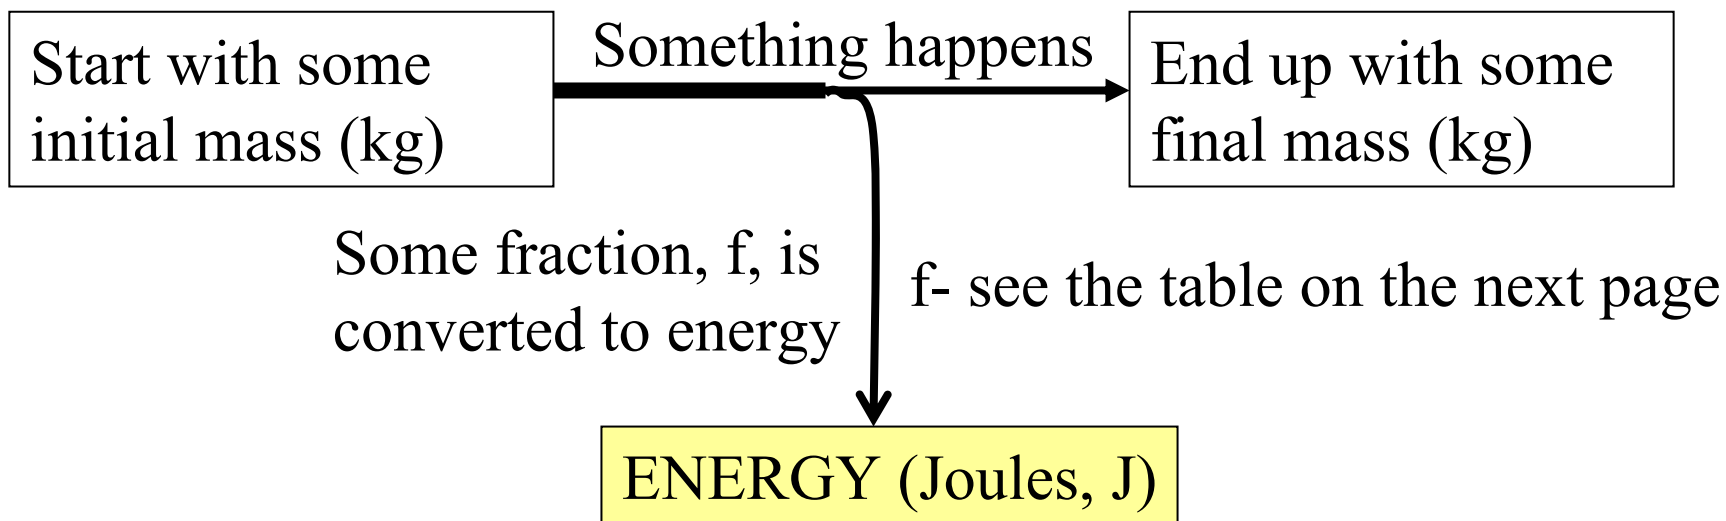 Start with some
initial mass (kg)
Something happens
End up with some
final mass (kg)
Some fraction, f, is
converted to energy
f- see the table on the next page
ENERGY (Joules, J)